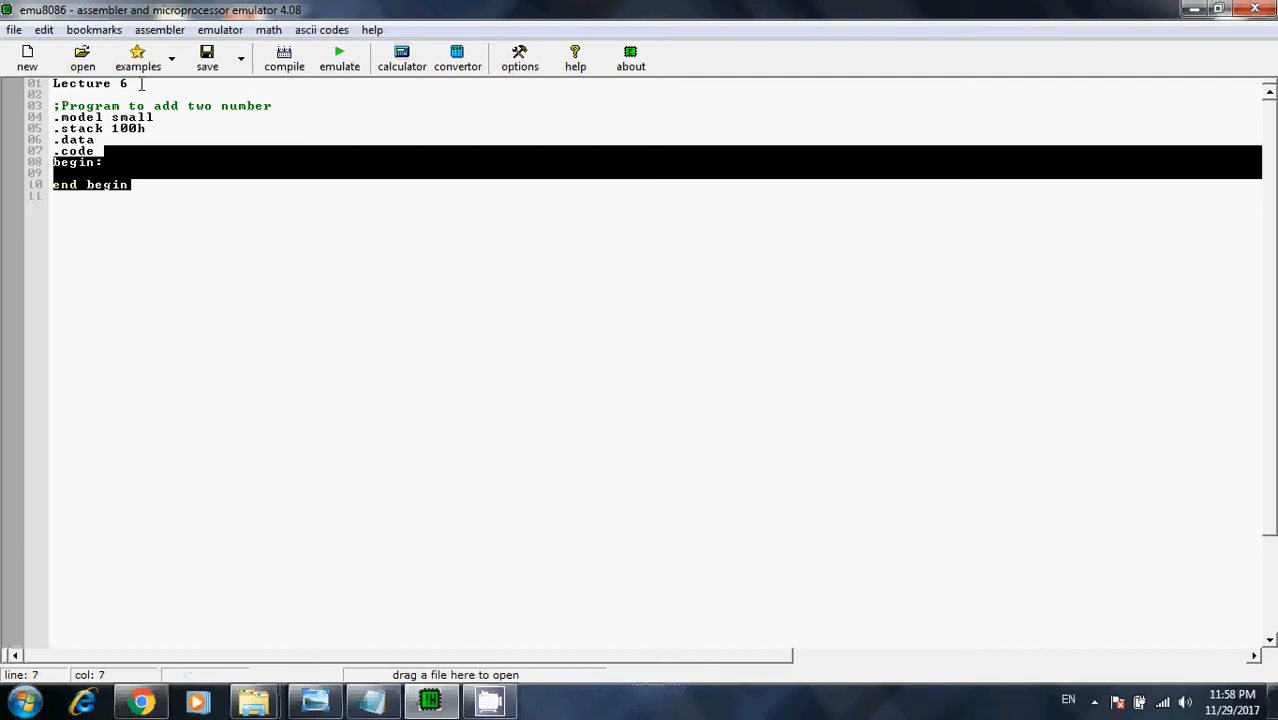 emu8086 - assembler and microprocessor emulator 4.08
file edit bookmarks assembler emulator math ascii codes help
new open examples save compile emulate calculator convertor options help about
01 Lecture 6
02
03 ;Program to add two number
04 .model small
05 .stack 100h
06 .data
07 .code
08 begin:
09
10 end begin
11
line: 7 col: 7 drag a file here to open
EN 11:58 PM
11/29/2017